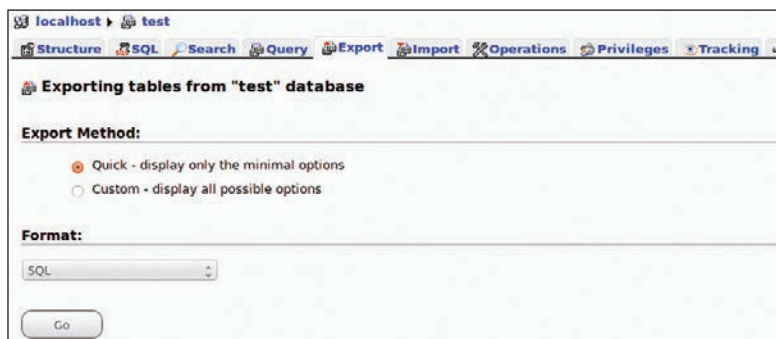 localhost test
Structure SQL Search Query Export Import Operations Privileges Tracking
Exporting tables from "test" database
Export Method:
Quick - display only the minimal options
Custom - display all possible options
Format:
SQL
Go